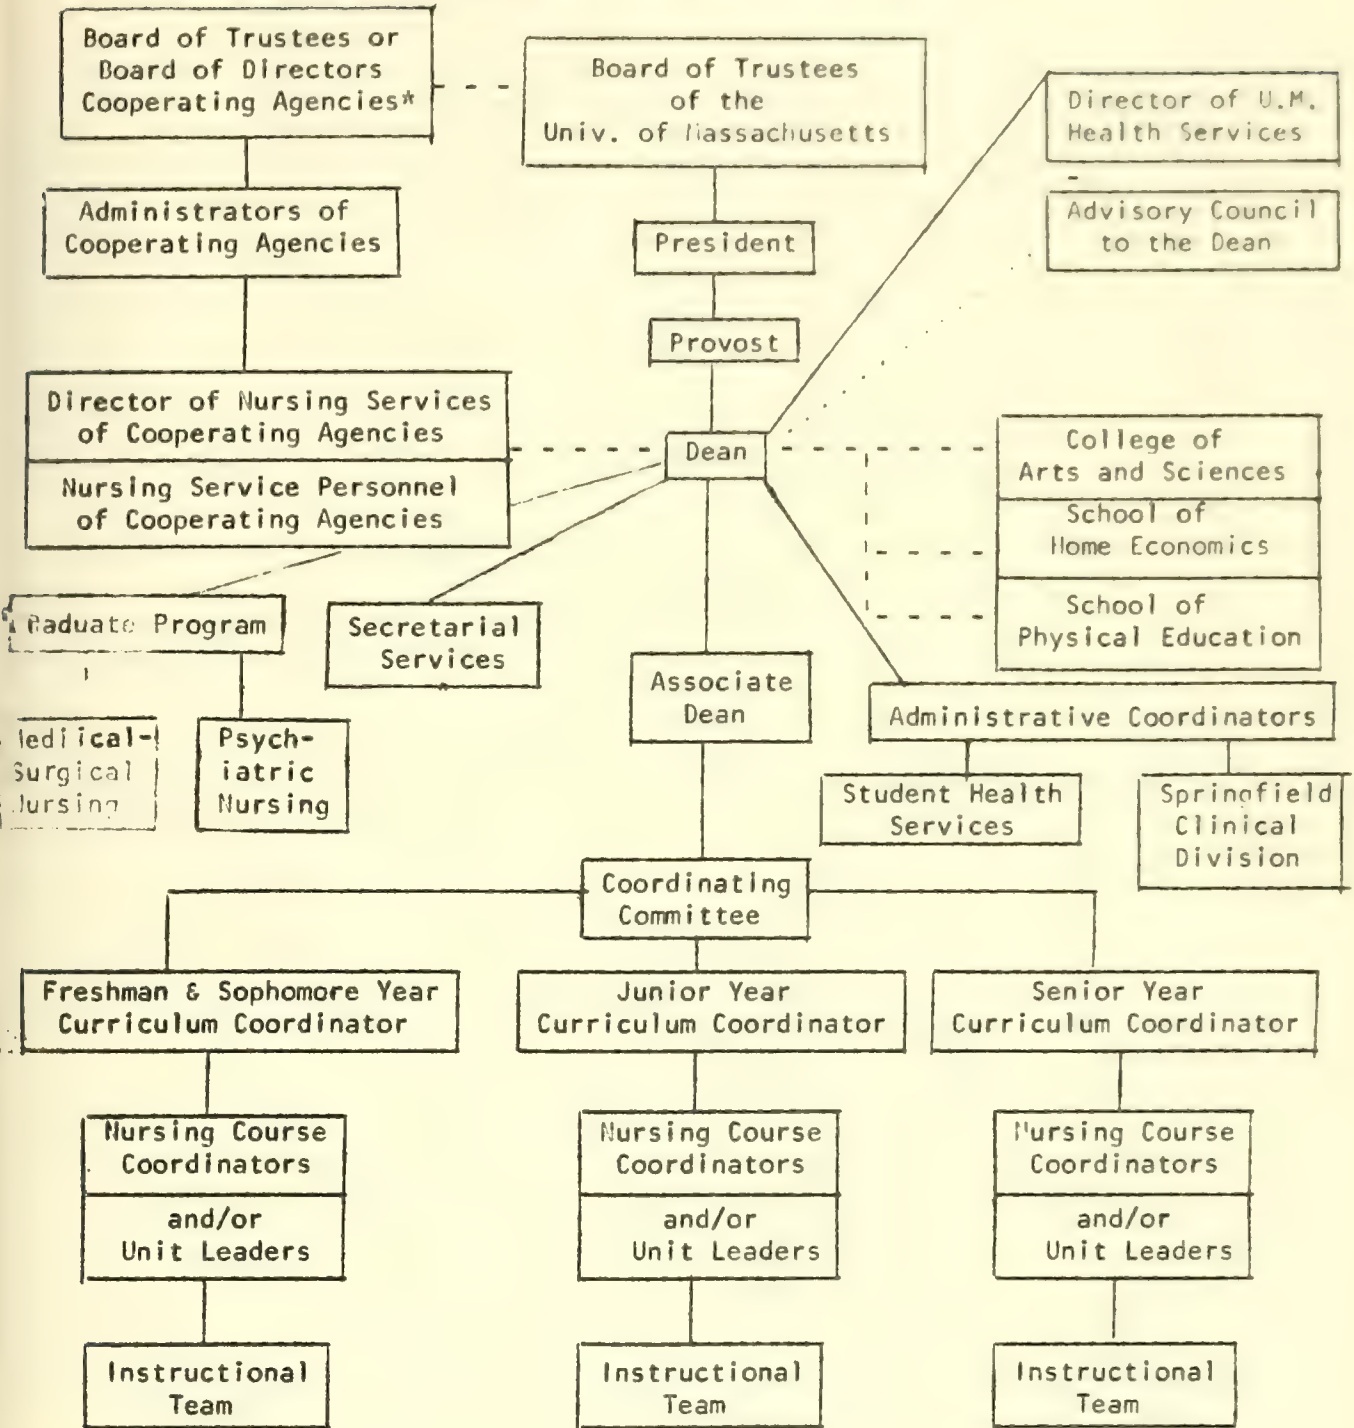 Board of Trustees or
Board of Directors
Cooperating Agencies*
Board of Trustees
of the
Univ. of Massachusetts
Director of U.M.
Health Services
Administrators of
Cooperating Agencies
President
Advisory Council
to the Dean
Provost
Director of Nursing Services
of Cooperating Agencies
Dean
College of
Arts and Sciences
Nursing Service Personnel
of Cooperating Agencies
School of
Home Economics
School of
Physical Education
Graduate Program
Secretarial
Services
Associate
Dean
Administrative Coordinators
Medical-
Surgical
Nursing
Psych-
iatric
Nursing
Student Health
Services
Springfield
Clinical
Division
Coordinating
Committee
Freshman & Sophomore Year
Curriculum Coordinator
Junior Year
Curriculum Coordinator
Senior Year
Curriculum Coordinator
Nursing Course
Coordinators
and/or
Unit Leaders
Nursing Course
Coordinators
and/or
Unit Leaders
Nursing Course
Coordinators
and/or
Unit Leaders
Instructional
Team
Instructional
Team
Instructional
Team